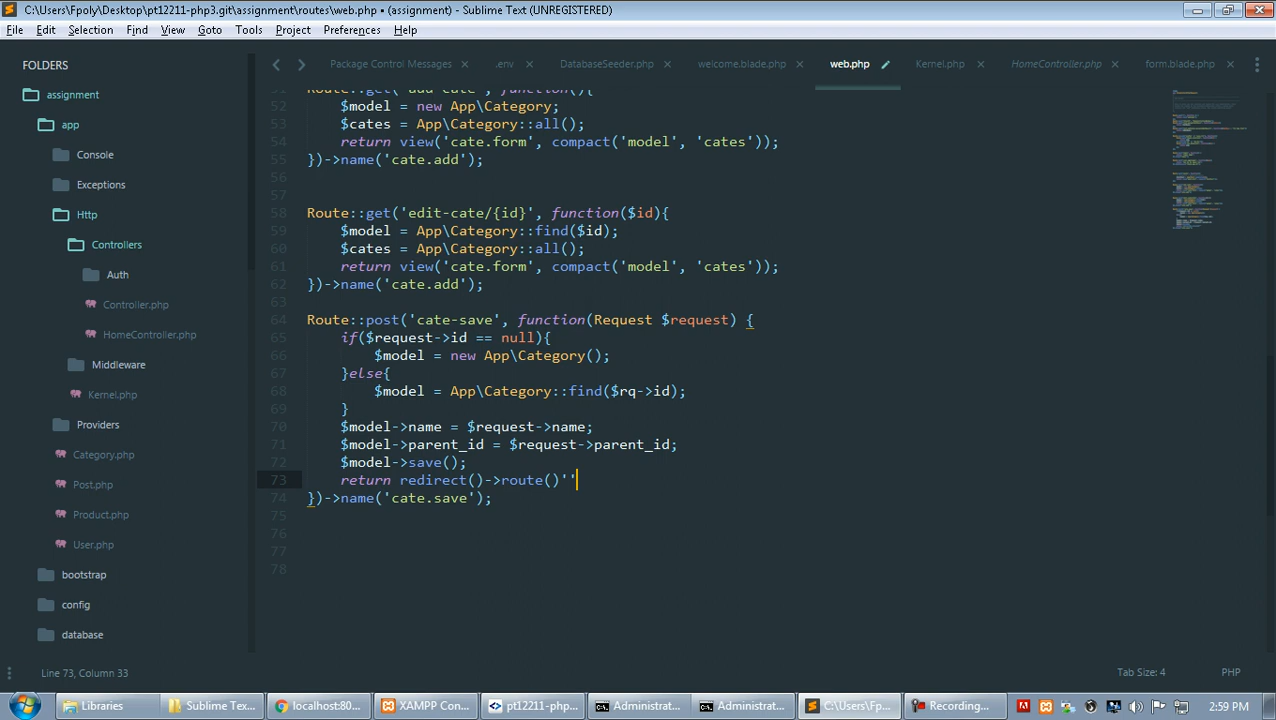 C:\Users\Fpoly\Desktop\pt12211-php3.git\assignment\routes\web.php • (assignment) - Sublime Text (UNREGISTERED)
File Edit Selection Find View Goto Tools Project Preferences Help
FOLDERS
assignment
app
Console
Exceptions
Http
Controllers
Auth
Controller.php
HomeController.php
Middleware
Kernel.php
Providers
Category.php
Post.php
Product.php
User.php
bootstrap
config
database
Package Control Messages .env DatabaseSeeder.php welcome.blade.php web.php Kernel.php HomeController.php form.blade.php
51 Route::get('add-cate', function(){
52 $model = new App\Category;
53 $cates = App\Category::all();
54 return view('cate.form', compact('model', 'cates'));
55 })->name('cate.add');
56
57
58 Route::get('edit-cate/{id}', function($id){
59 $model = App\Category::find($id);
60 $cates = App\Category::all();
61 return view('cate.form', compact('model', 'cates'));
62 })->name('cate.add');
63
64 Route::post('cate-save', function(Request $request) {
65 if($request->id == null){
66 $model = new App\Category();
67 }else{
68 $model = App\Category::find($rq->id);
69 }
70 $model->name = $request->name;
71 $model->parent_id = $request->parent_id;
72 $model->save();
73 return redirect()->route()''
74 })->name('cate.save');
75
76
77
78
Line 73, Column 33 Tab Size: 4 PHP
Libraries Sublime Tex... localhost:80... XAMPP Con... pt12211-php... Administrat... Administrat... C:\Users\Fp... Recording... 2:59 PM